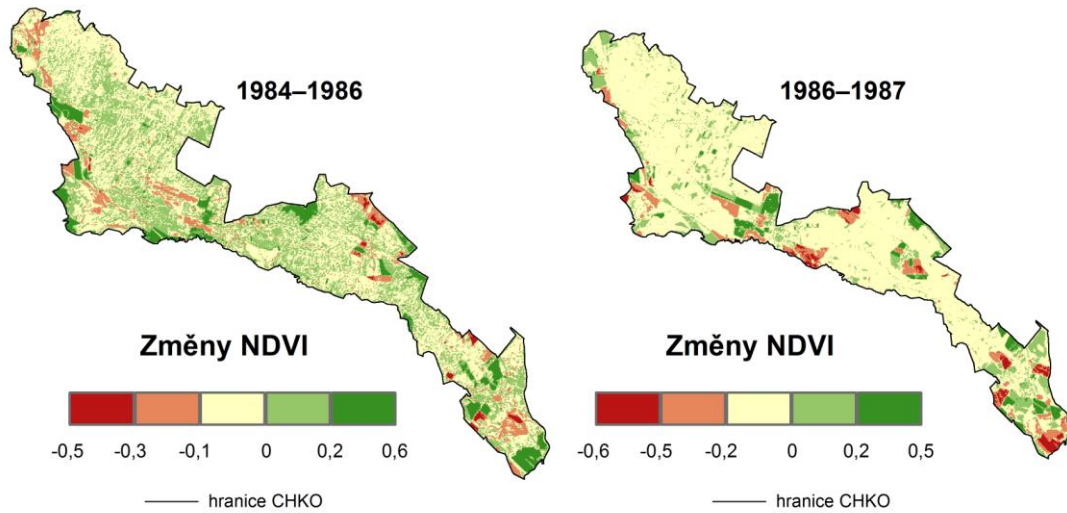 1984–1986
Změny NDVI
-0,5 -0,3 -0,1 0 0,2 0,6
hranice CHKO
1986–1987
Změny NDVI
-0,6 -0,5 -0,2 0 0,2 0,5
hranice CHKO